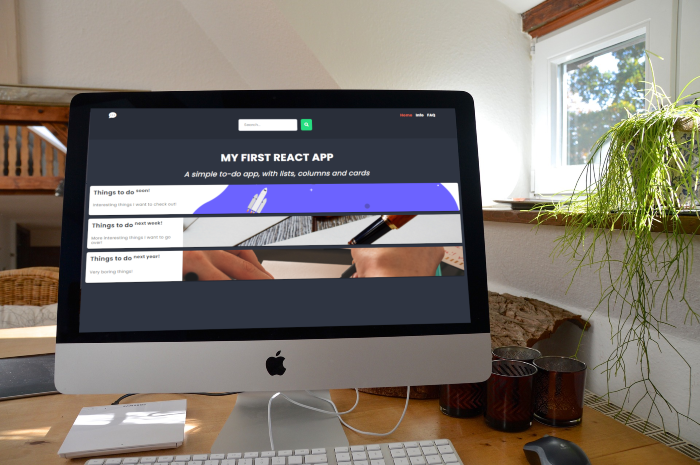 Home Info FAQ
Search...
MY FIRST REACT APP
A simple to-do app, with lists, columns and cards
Things to do soon!
Interesting things I want to check out!
Things to do next week!
More interesting things I want to go
over!
Things to do next year!
Very boring things!